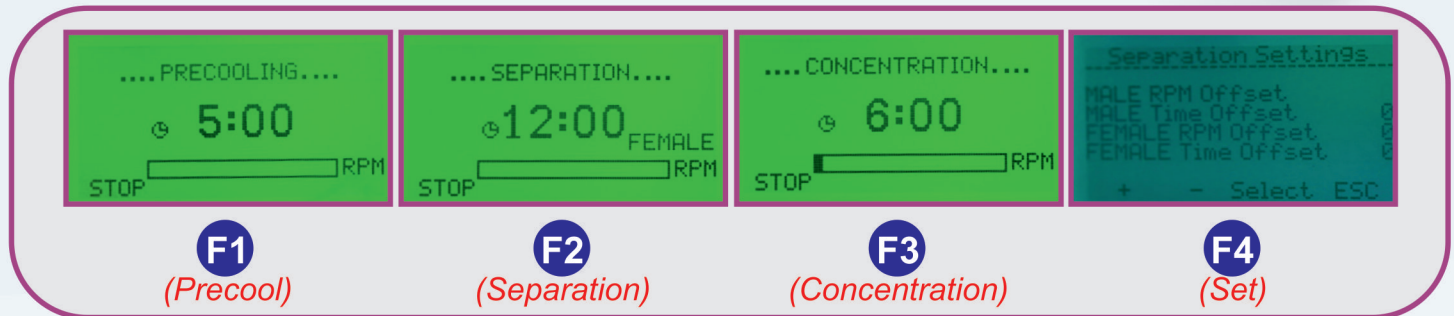 ....PRECOOLING....
5:00
RPM
STOP
F1
(Precool)
....SEPARATION....
12:00
FEMALE
RPM
STOP
F2
(Separation)
....CONCENTRATION....
6:00
RPM
STOP
F3
(Concentration)
Separation Settings
MALE RPM Offset
MALE Time Offset 0
FEMALE RPM Offset 0
FEMALE Time Offset 0
+ - Select ESC
F4
(Set)